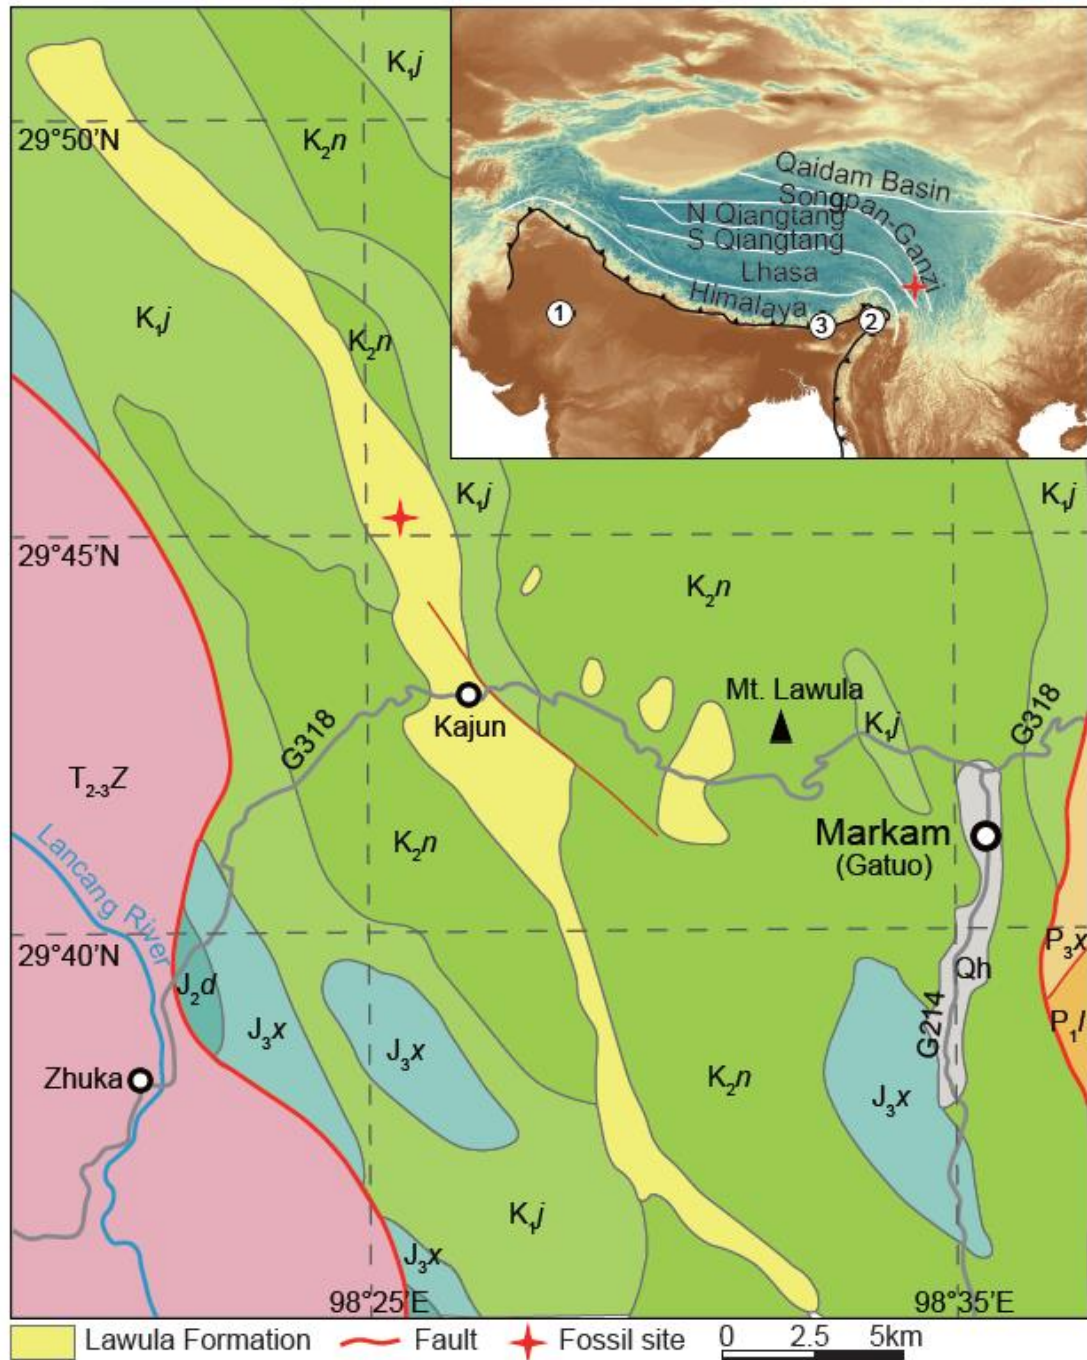 K₁j
K₂n
29°50'N
Qaidam Basin
Songpan-Ganzi
N Qiangtang
S Qiangtang
Lhasa
Himalaya
1
3
2
K₁j
K₂n
K₁j
K₁j
29°45'N
K₂n
Mt. Lawula
K₁j
G318
Kajun
G318
T₂₋₃Z
Markam
(Gatuo)
K₂n
Lancang River
29°40'N
P₃x
Qh
J₂d
P₁l
J₃x
J₃x
G214
Zhuka
K₂n
J₃x
K₁j
J₃x
98°25'E
98°35'E
Lawula Formation
Fault
Fossil site
0 2.5 5km